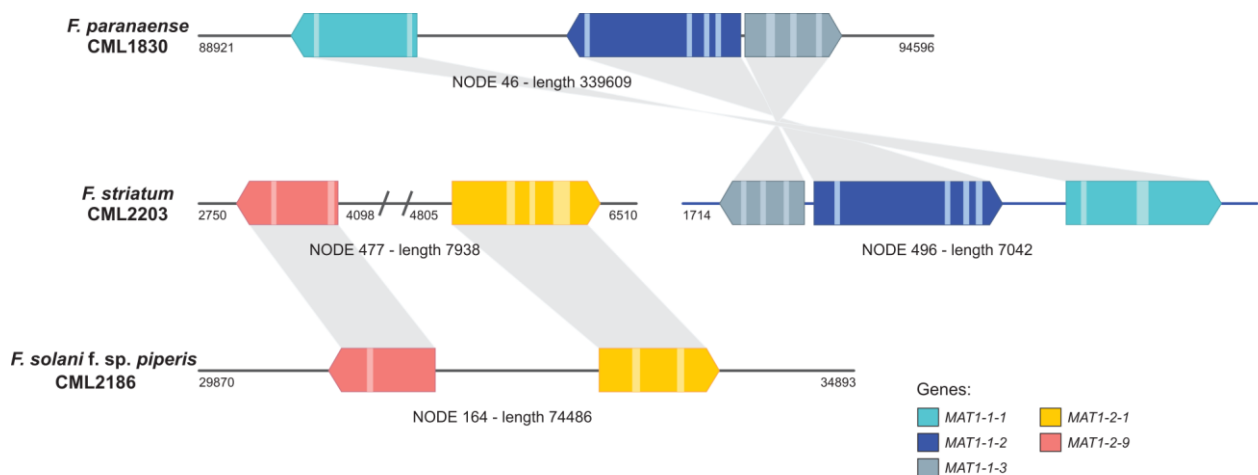 F. paranaense
CML1830
88921
94596
NODE 46 - length 339609
F. striatum
CML2203
2750
4098
4805
6510
1714
NODE 477 - length 7938
NODE 496 - length 7042
F. solani f. sp. piperis
CML2186
29870
34893
NODE 164 - length 74486
Genes:
MAT1-1-1
MAT1-2-1
MAT1-1-2
MAT1-2-9
MAT1-1-3